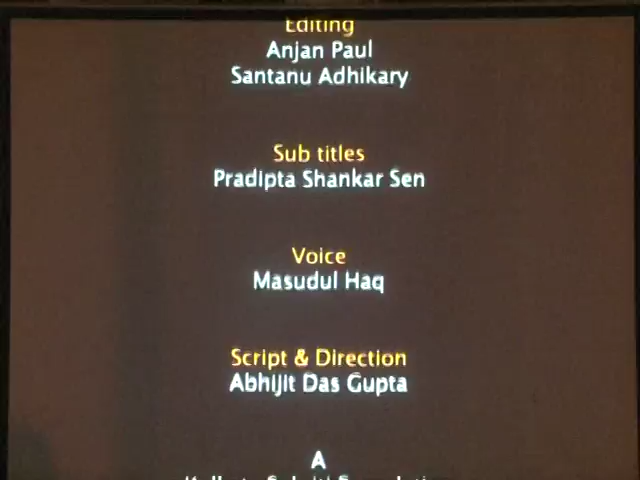 Editing
Anjan Paul
Santanu Adhikary
Sub titles
Pradipta Shankar Sen
Voice
Masudul Haq
Script & Direction
Abhijit Das Gupta
A